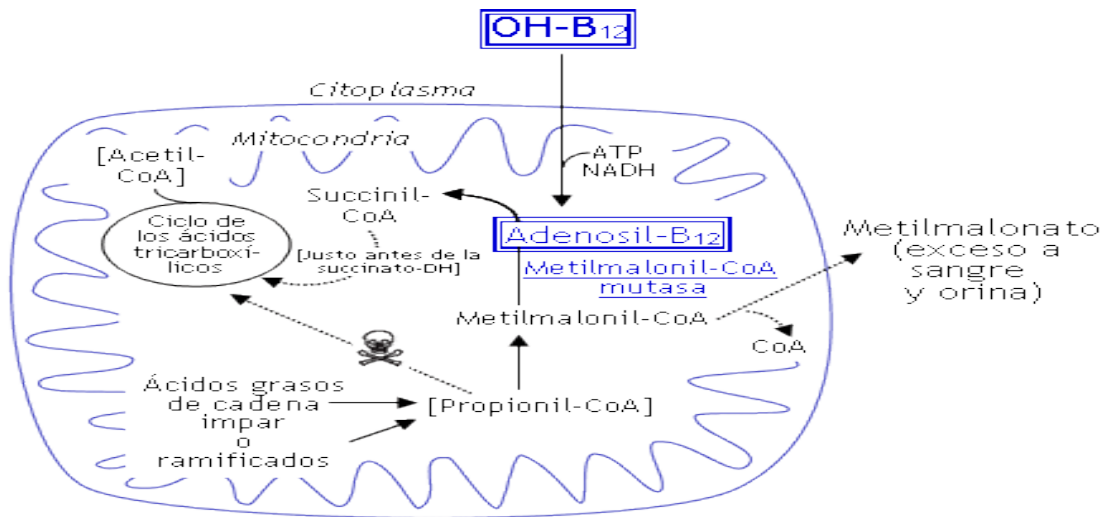 OH-B₁₂
Citoplasma
Mitocondria
[Acetil-
CoA]
ATP
NADH
Succinil-
CoA
Ciclo de
los ácidos
tricarboxí-
licos
[Justo antes de la
succinato-DH]
Adenosil-B₁₂
Metilmalonil-CoA
mutasa
Metilmalonato
(exceso a
sangre
y orina)
Metilmalonil-CoA
CoA
Ácidos grasos
de cadena
impar
o
ramificados
[Propionil-CoA]